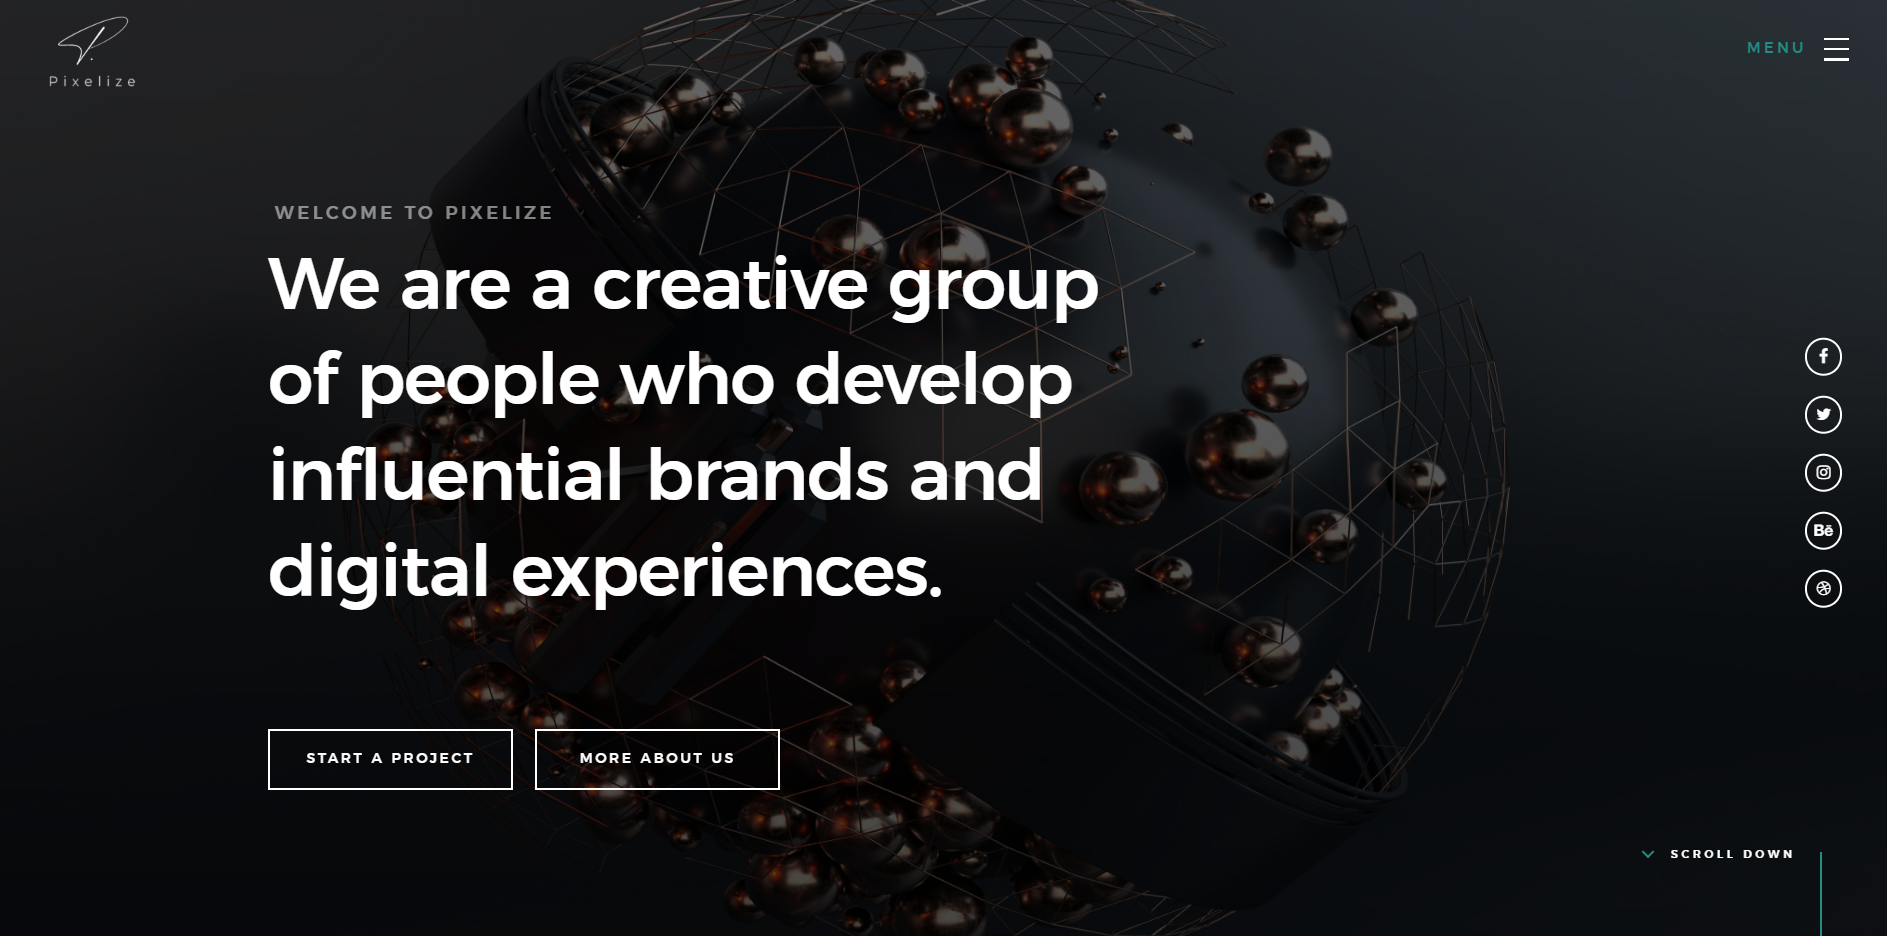 Pixelize
MENU
WELCOME TO PIXELIZE
We are a creative group
of people who develop
influential brands and
digital experiences.
Bē
START A PROJECT
MORE ABOUT US
SCROLL DOWN